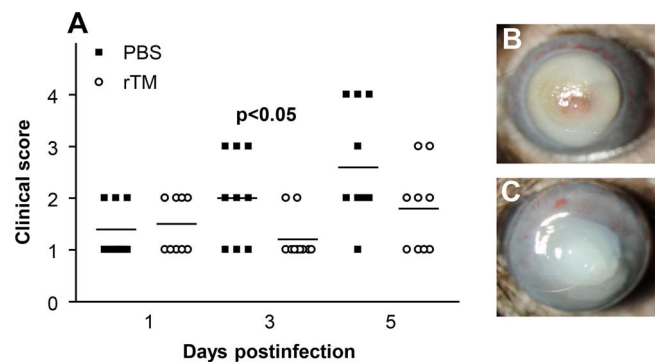 A
PBS
rTM
p<0.05
Clinical score
4
3
2
1
0
1 3 5
Days postinfection
B
C